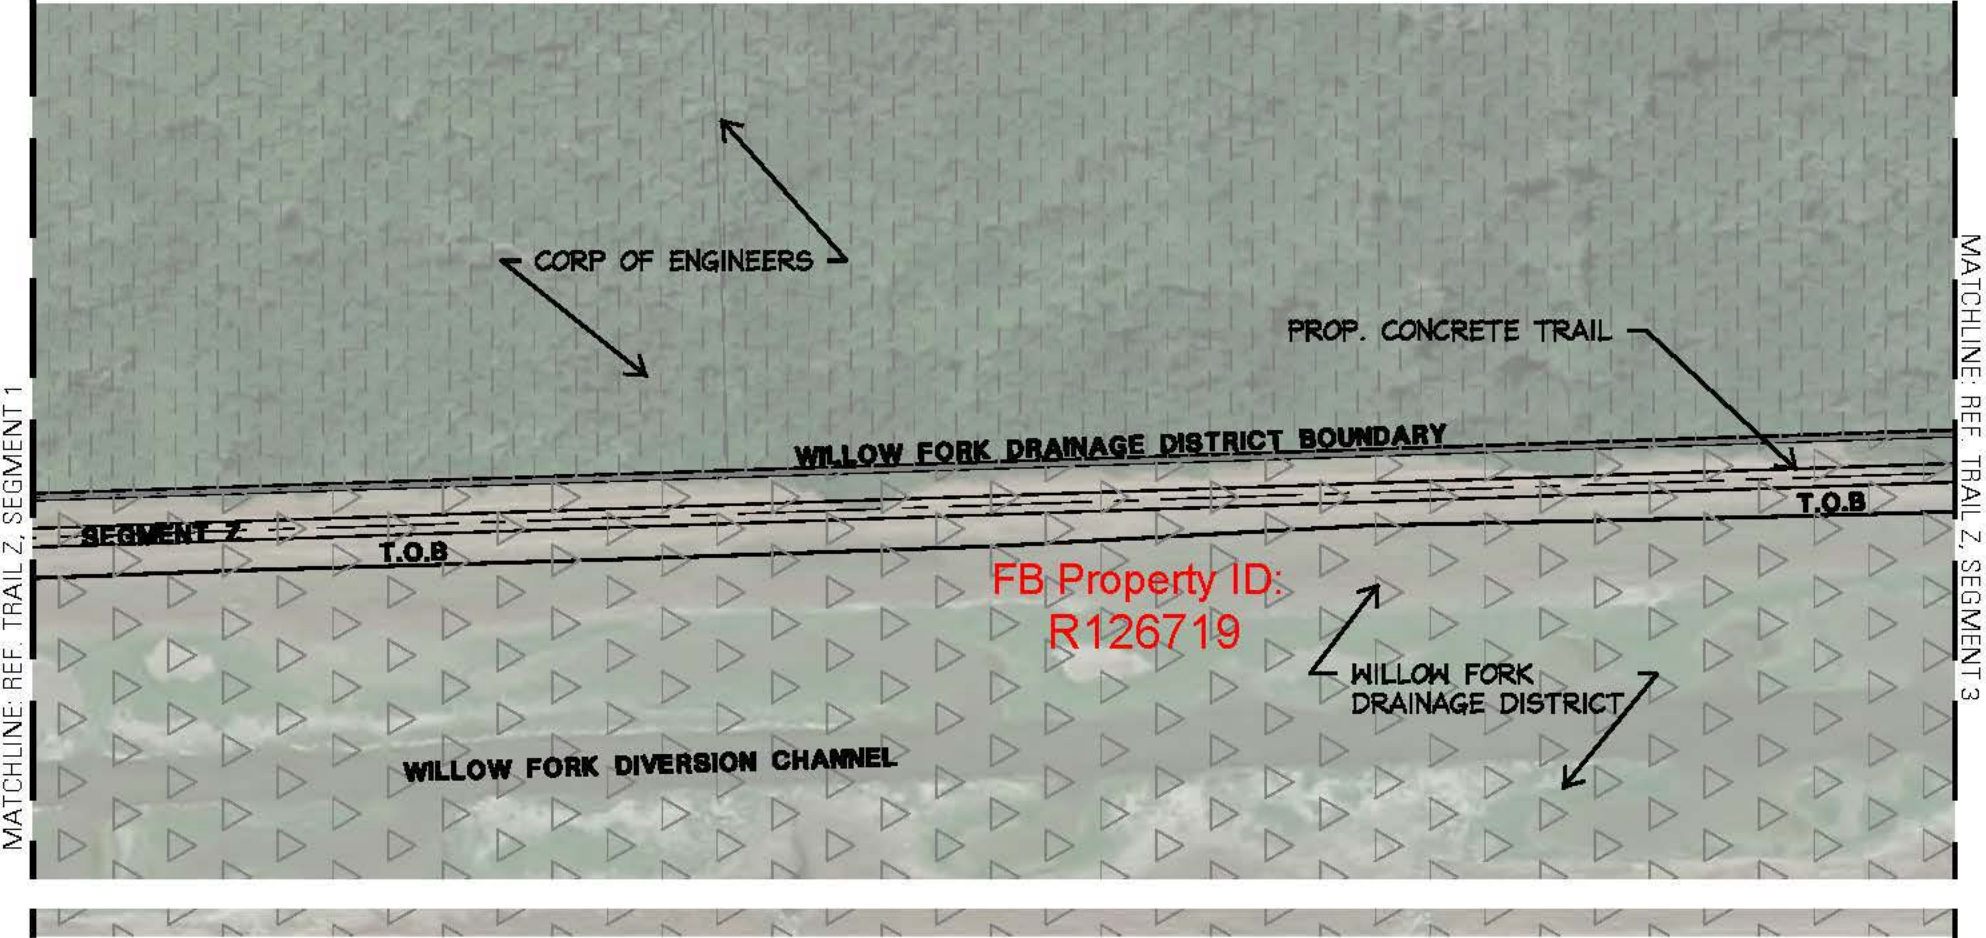 CORP OF ENGINEERS
PROP. CONCRETE TRAIL
WILLOW FORK DRAINAGE DISTRICT BOUNDARY
SEGMENT Z
T.O.B
T.O.B
FB Property ID:
R126719
WILLOW FORK
DRAINAGE DISTRICT
WILLOW FORK DIVERSION CHANNEL
MATCHLINE: REF. TRAIL Z, SEGMENT 1
MATCHLINE: REF TRAIL Z, SEGMENT 3